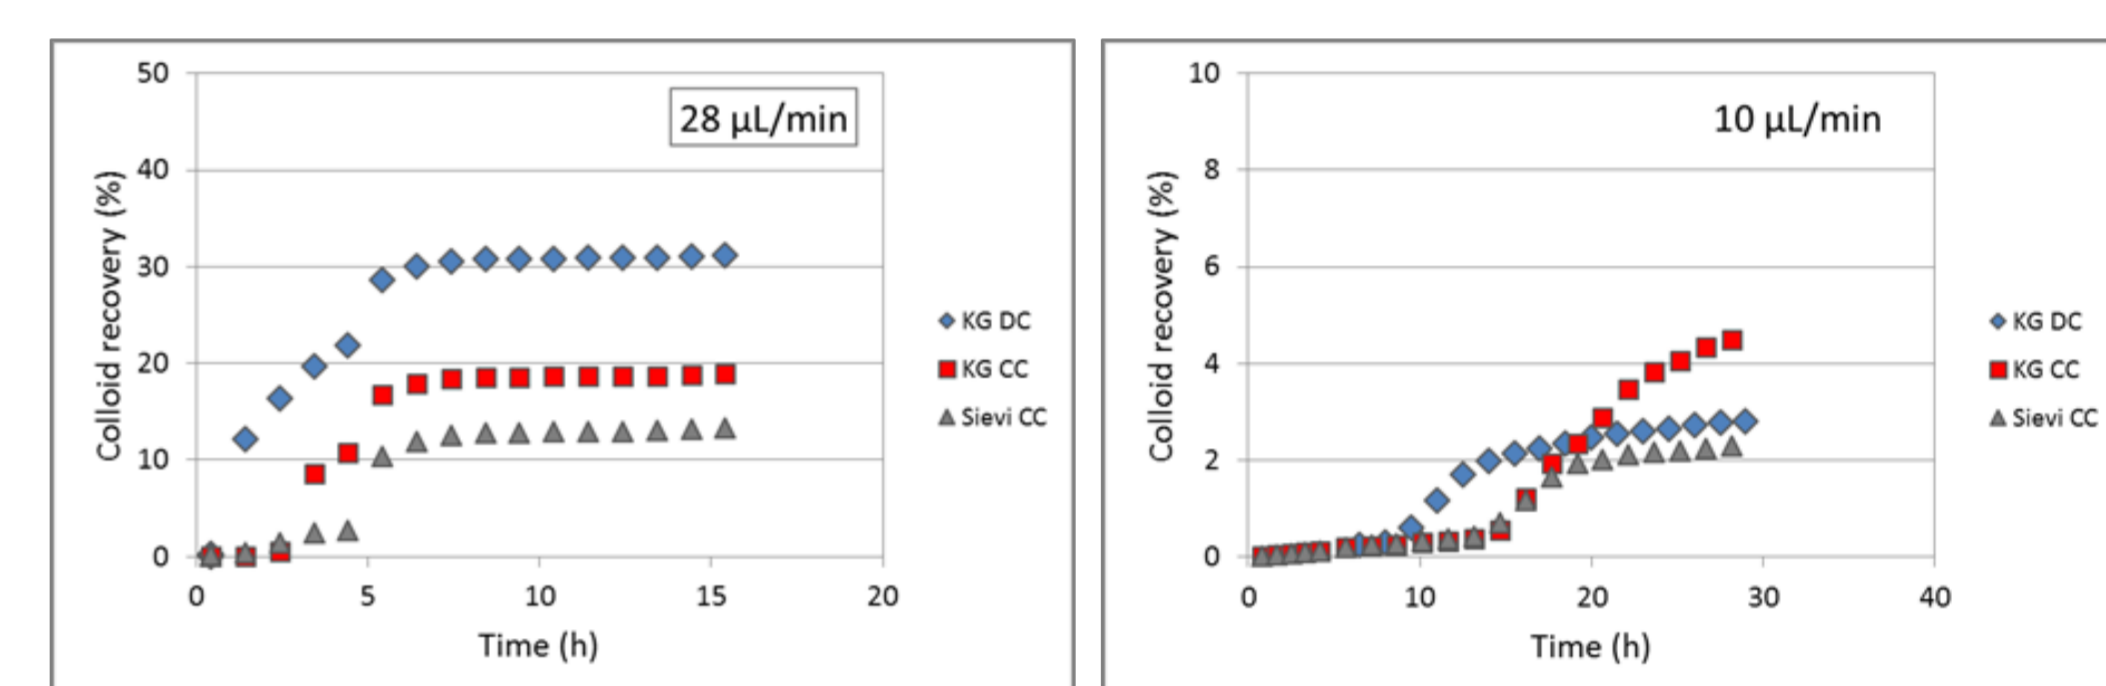 50
40
30
20
10
0
0 5 10 15 20
Colloid recovery (%)
Time (h)
28 µL/min
KG DC
KG CC
Sievi CC
10
8
6
4
2
0
0 10 20 30 40
Colloid recovery (%)
Time (h)
10 µL/min
KG DC
KG CC
Sievi CC